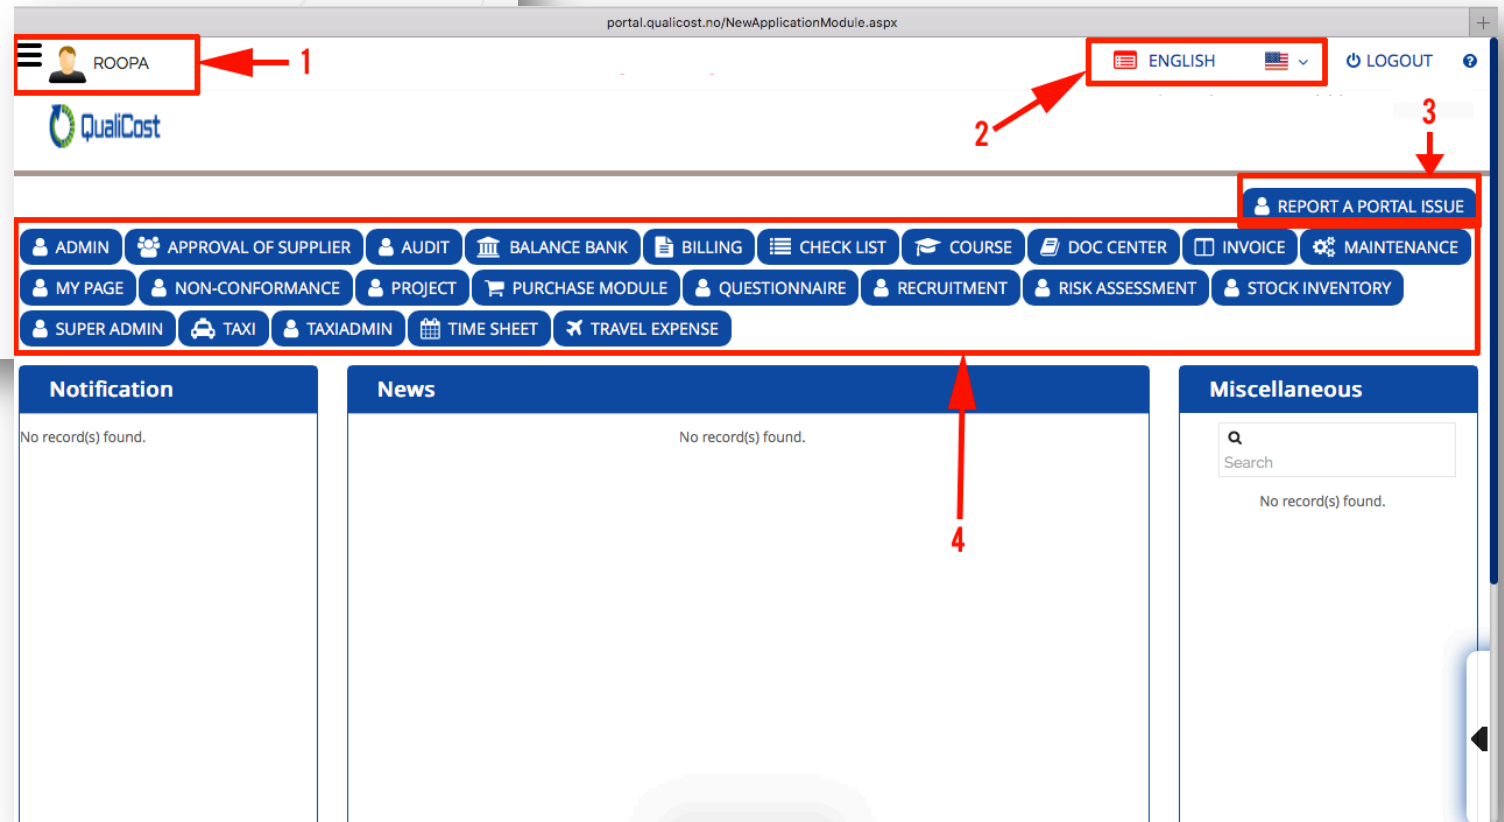 portal.qualicost.no/NewApplicationModule.aspx
ROOPA
1
ENGLISH
LOGOUT
QualiCost
2
3
REPORT A PORTAL ISSUE
ADMIN APPROVAL OF SUPPLIER AUDIT BALANCE BANK BILLING CHECK LIST COURSE DOC CENTER INVOICE MAINTENANCE
MY PAGE NON-CONFORMANCE PROJECT PURCHASE MODULE QUESTIONNAIRE RECRUITMENT RISK ASSESSMENT STOCK INVENTORY
SUPER ADMIN TAXI TAXIADMIN TIME SHEET TRAVEL EXPENSE
Notification
No record(s) found.
News
No record(s) found.
4
Miscellaneous
Search
No record(s) found.